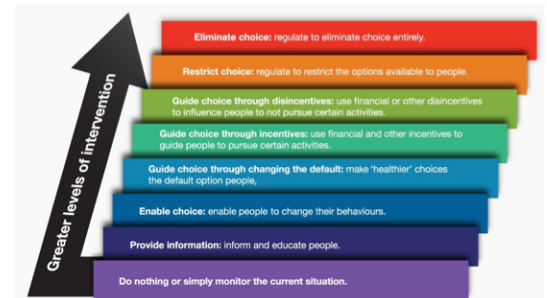 Greater levels of intervention
Eliminate choice: regulate to eliminate choice entirely.
Restrict choice: regulate to restrict the options available to people.
Guide choice through disincentives: use financial or other disincentives
to influence people to not pursue certain activities.
Guide choice through incentives: use financial and other incentives to
guide people to pursue certain activities.
Guide choice through changing the default: make 'healthier' choices
the default option people,
Enable choice: enable people to change their behaviours.
Provide information: inform and educate people.
Do nothing or simply monitor the current situation.